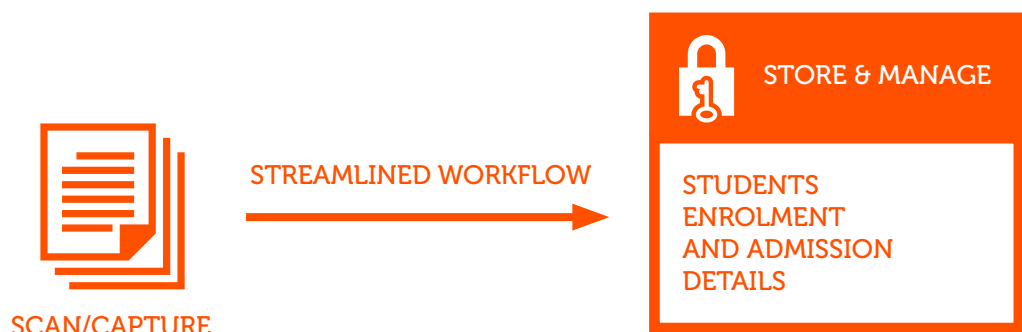 STORE & MANAGE
STREAMLINED WORKFLOW
STUDENTS
ENROLMENT
AND ADMISSION
DETAILS
SCAN/CAPTURE